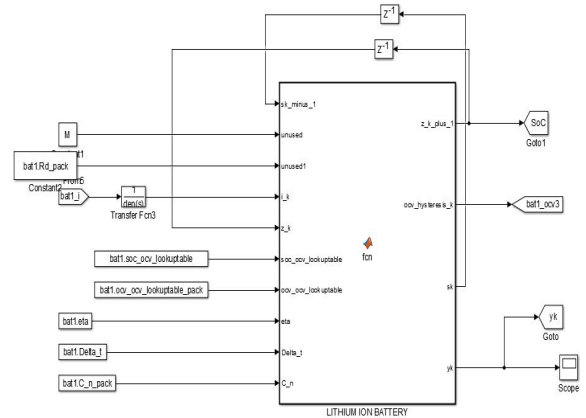 z-1
z-1
sk_minus_1
z_k_plus_1
SoC
Goto1
M
unused
Constant1
bat1.Rd_pack
unused1
Constant2
From6
bat1_i
1
den(s)
Transfer Fcn3
i_k
ocv_hysteresis_k
bat1_ocv3
z_k
fcn
bat1.soc_ocv_lookuptable
soc_ocv_lookuptable
bat1.ocv_ocv_lookuptable_pack
ocv_ocv_lookuptable
sk
bat1.eta
eta
yk
Goto
bat1.Delta_t
Delta_t
yk
Scope
bat1.C_n_pack
C_n
LITHIUM ION BATTERY